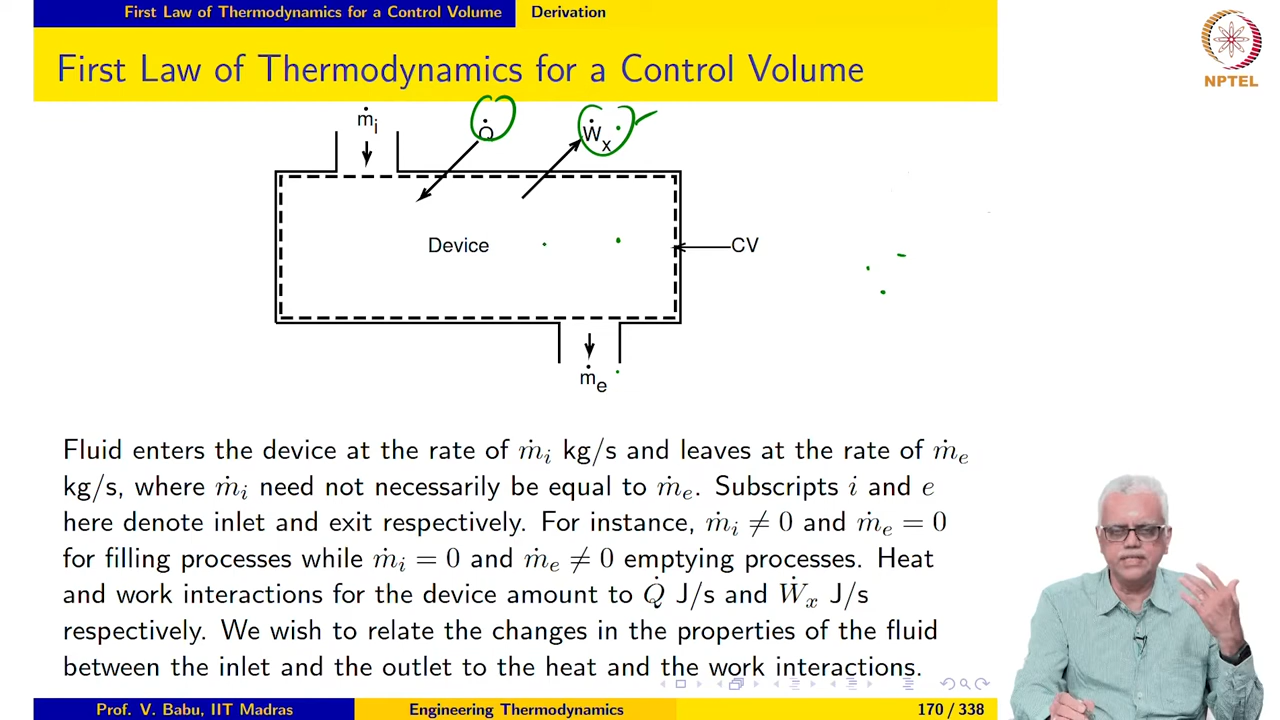 First Law of Thermodynamics for a Control Volume Derivation
First Law of Thermodynamics for a Control Volume
NPTEL
ṁi Q̇ Ẇx
Device CV
ṁe
Fluid enters the device at the rate of ṁi kg/s and leaves at the rate of ṁe
kg/s, where ṁi need not necessarily be equal to ṁe. Subscripts i and e
here denote inlet and exit respectively. For instance, ṁi ≠ 0 and ṁe = 0
for filling processes while ṁi = 0 and ṁe ≠ 0 emptying processes. Heat
and work interactions for the device amount to Q̇ J/s and Ẇx J/s
respectively. We wish to relate the changes in the properties of the fluid
between the inlet and the outlet to the heat and the work interactions.
Prof. V. Babu, IIT Madras Engineering Thermodynamics 170 / 338